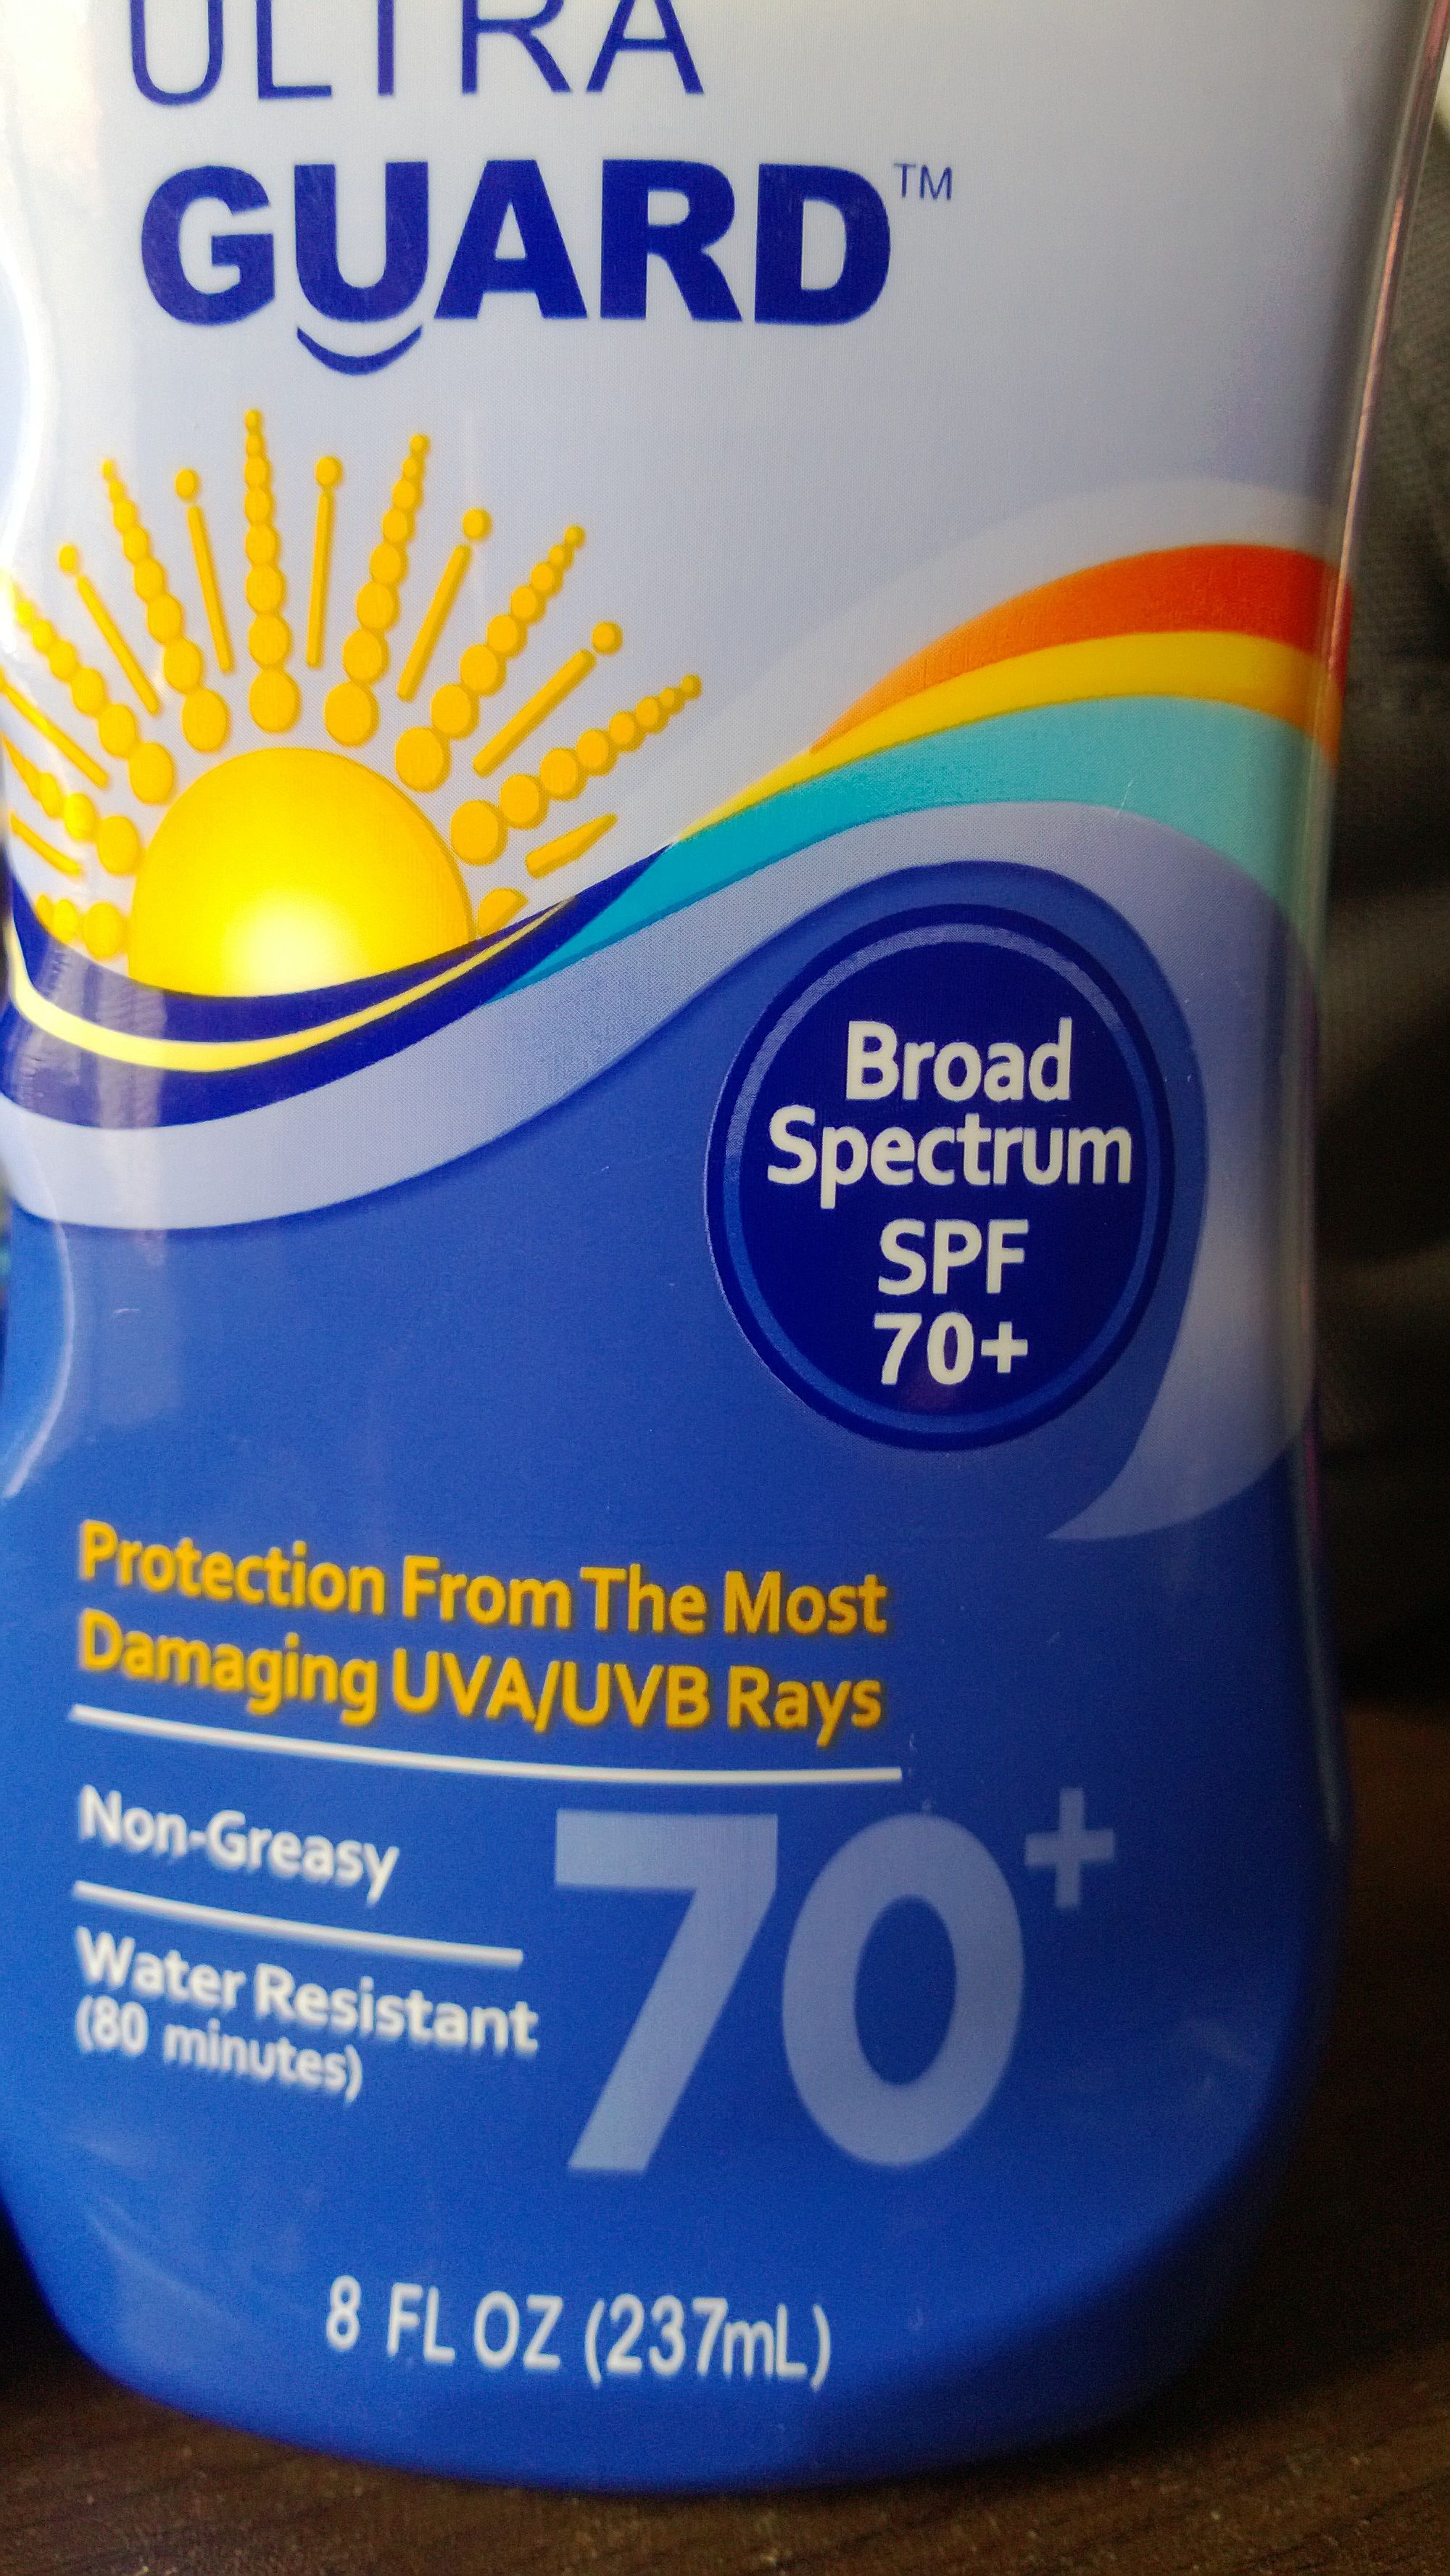 ULTRA
GUARD™
Broad
Spectrum
SPF
70+
Protection From The Most
Damaging UVA/UVB Rays
Non-Greasy
Water Resistant
(80 minutes)
70+
8 FL OZ (237mL)